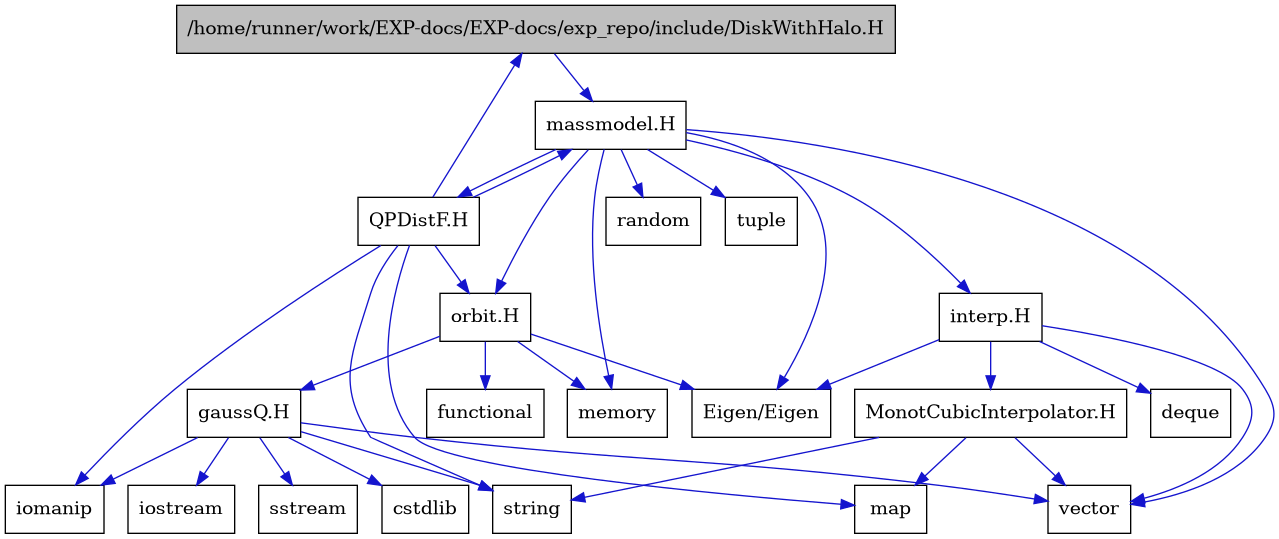 /home/runner/work/EXP-docs/EXP-docs/exp_repo/include/DiskWithHalo.H
massmodel.H
QPDistF.H
random
tuple
orbit.H
interp.H
gaussQ.H
functional
memory
Eigen/Eigen
MonotCubicInterpolator.H
deque
iomanip
iostream
sstream
cstdlib
string
map
vector